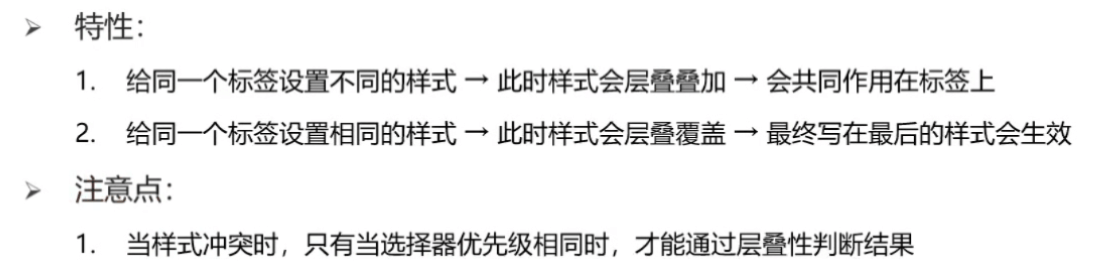 ➢ 特性：
1. 给同一个标签设置不同的样式 → 此时样式会层叠叠加 → 会共同作用在标签上
2. 给同一个标签设置相同的样式 → 此时样式会层叠覆盖 → 最终写在最后的样式会生效
➢ 注意点：
1. 当样式冲突时，只有当选择器优先级相同时，才能通过层叠性判断结果